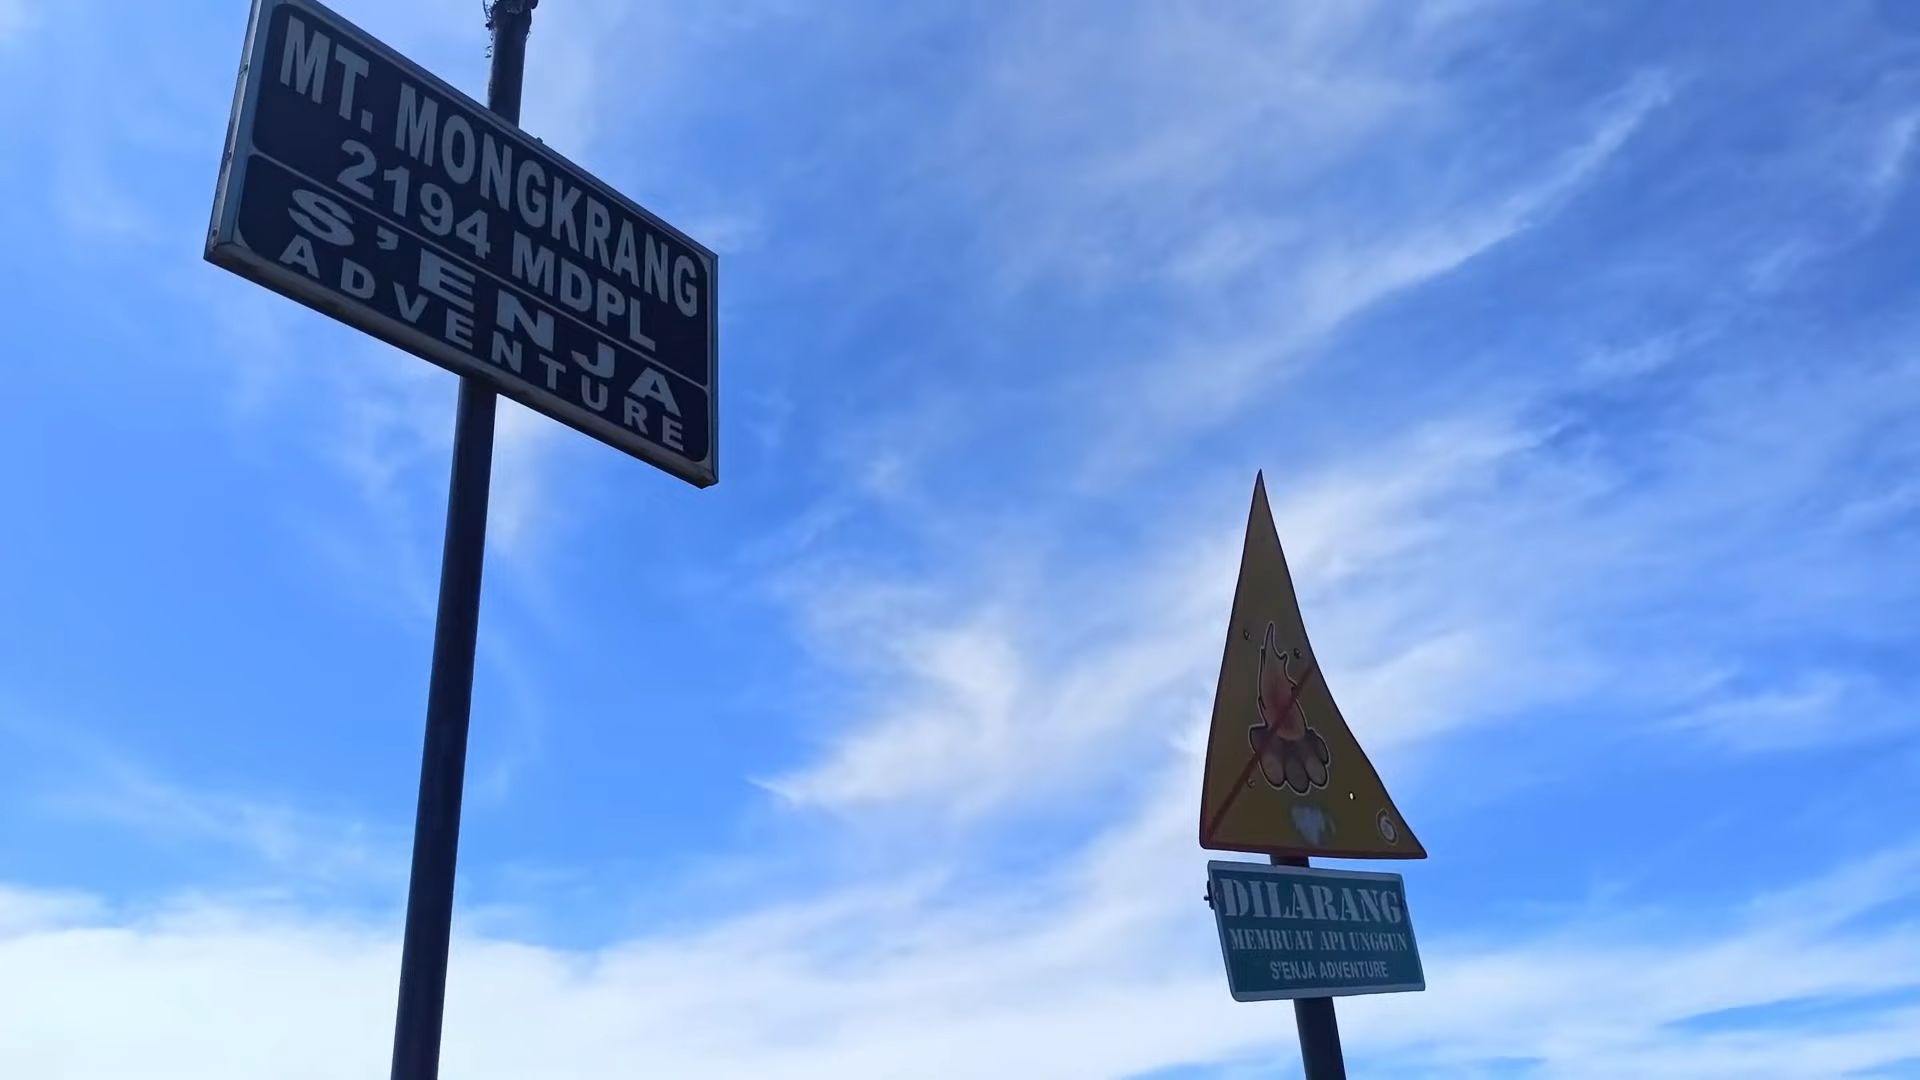 MT. MONGKRANG
2194 MDPL
S'ENJA
ADVENTURE
DILARANG
MEMBUAT API UNGGUN
S'ENJA ADVENTURE